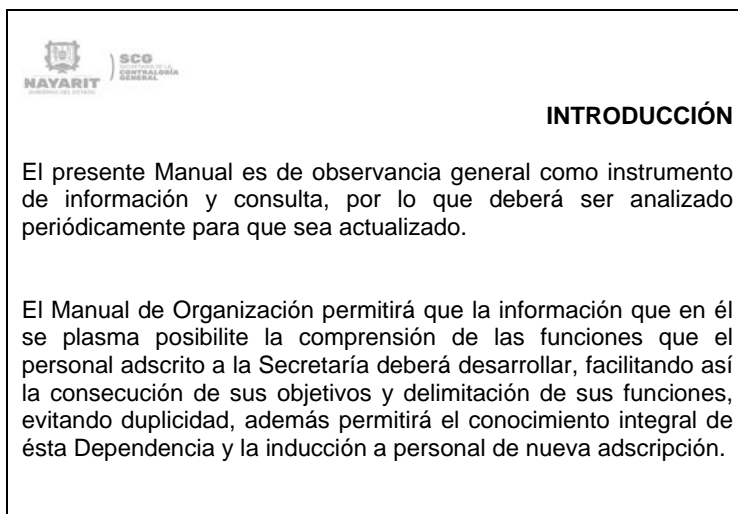 NAYARIT
SCG
SECRETARÍA DE LA
CONTRALORÍA
GENERAL
INTRODUCCIÓN
El presente Manual es de observancia general como instrumento
de información y consulta, por lo que deberá ser analizado
periódicamente para que sea actualizado.
El Manual de Organización permitirá que la información que en él
se plasma posibilite la comprensión de las funciones que el
personal adscrito a la Secretaría deberá desarrollar, facilitando así
la consecución de sus objetivos y delimitación de sus funciones,
evitando duplicidad, además permitirá el conocimiento integral de
ésta Dependencia y la inducción a personal de nueva adscripción.